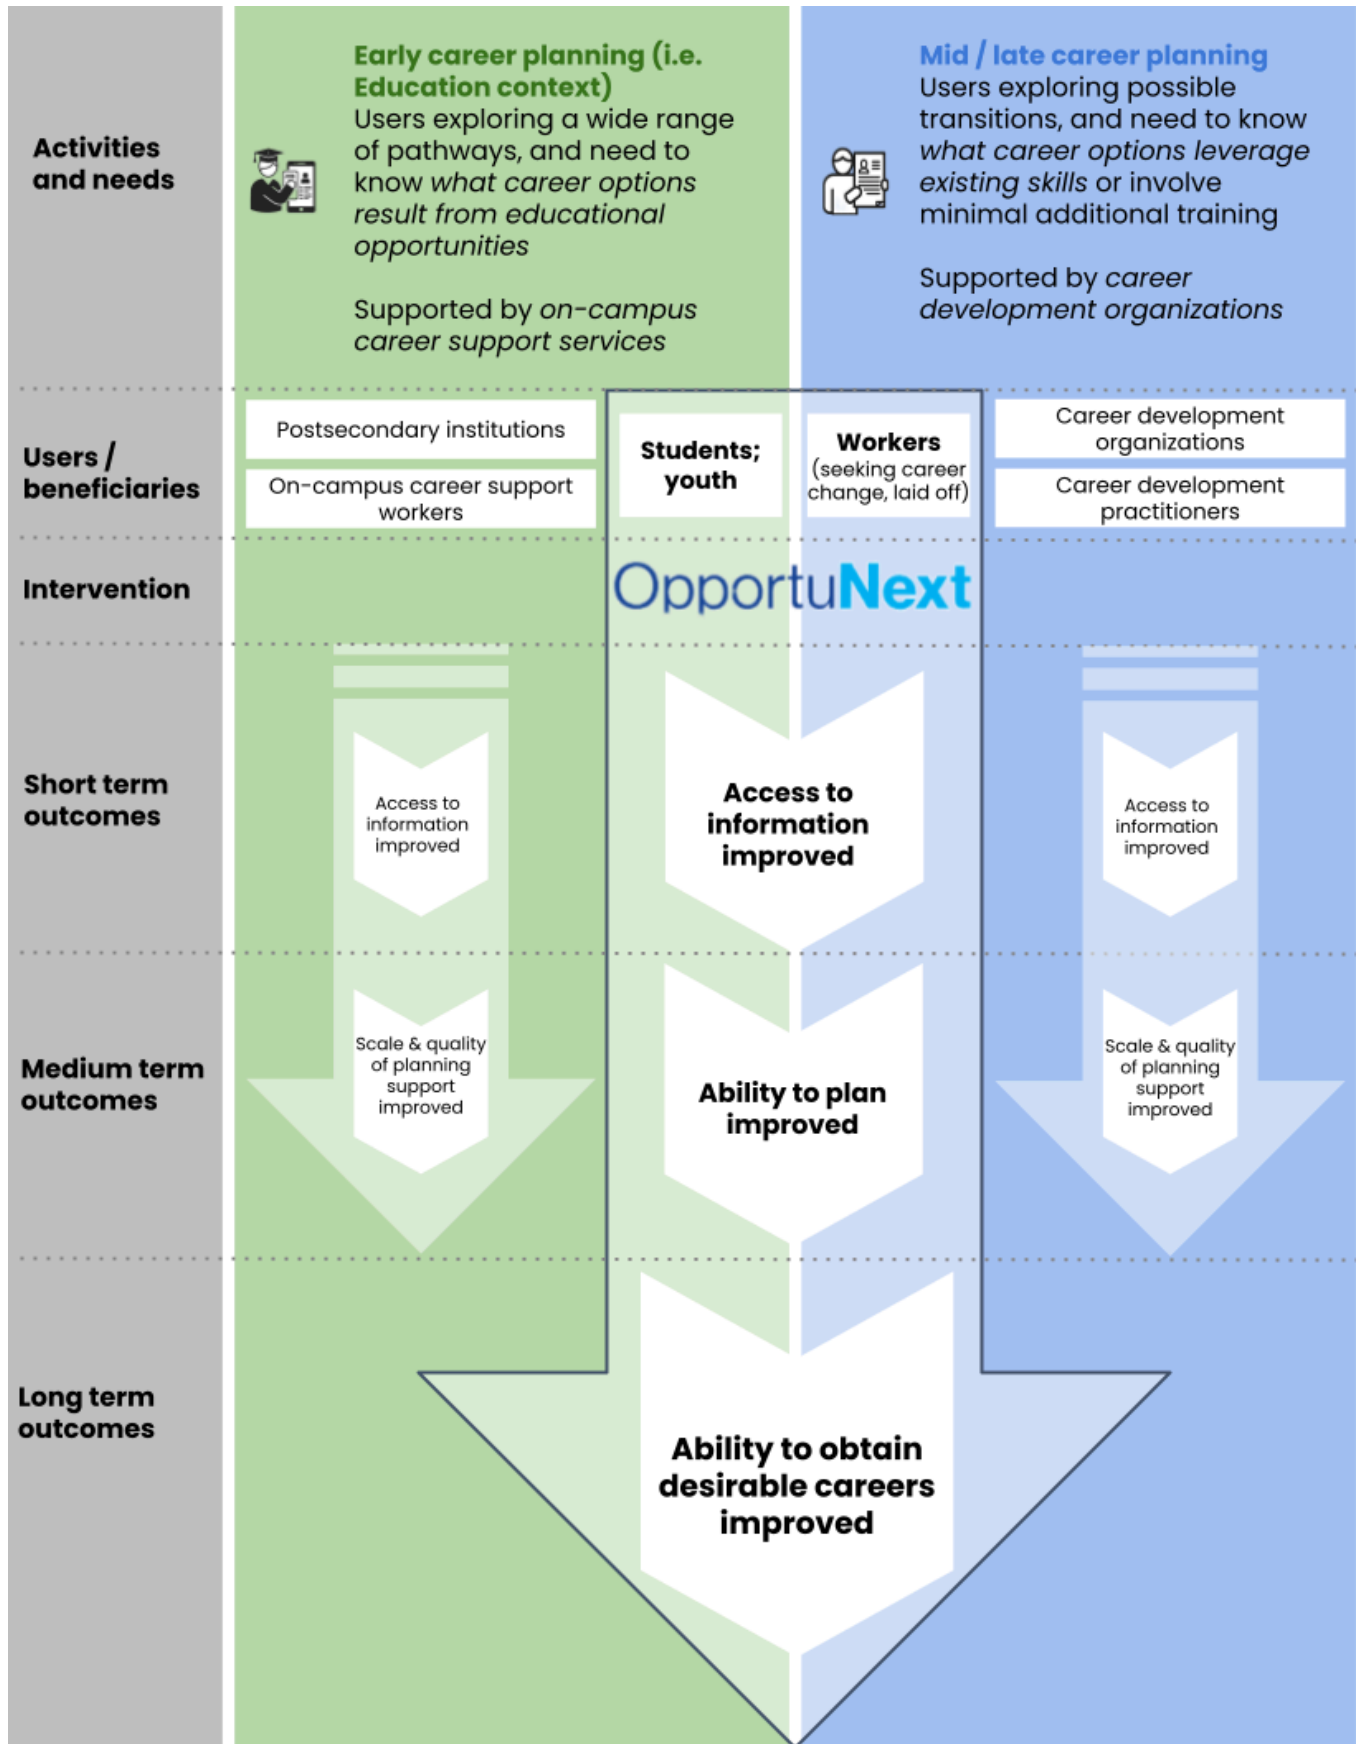 Activities
and needs
Early career planning (i.e.
Education context)
Users exploring a wide range
of pathways, and need to
know what career options
result from educational
opportunities
Supported by on-campus
career support services
Mid / late career planning
Users exploring possible
transitions, and need to know
what career options leverage
existing skills or involve
minimal additional training
Supported by career
development organizations
Users /
beneficiaries
Postsecondary institutions
On-campus career support
workers
Students;
youth
Workers
(seeking career
change, laid off)
Career development
organizations
Career development
practitioners
Intervention
OpportuNext
Short term
outcomes
Access to
information
improved
Access to
information
improved
Access to
information
improved
Medium term
outcomes
Scale & quality
of planning
support
improved
Ability to plan
improved
Scale & quality
of planning
support
improved
Long term
outcomes
Ability to obtain
desirable careers
improved